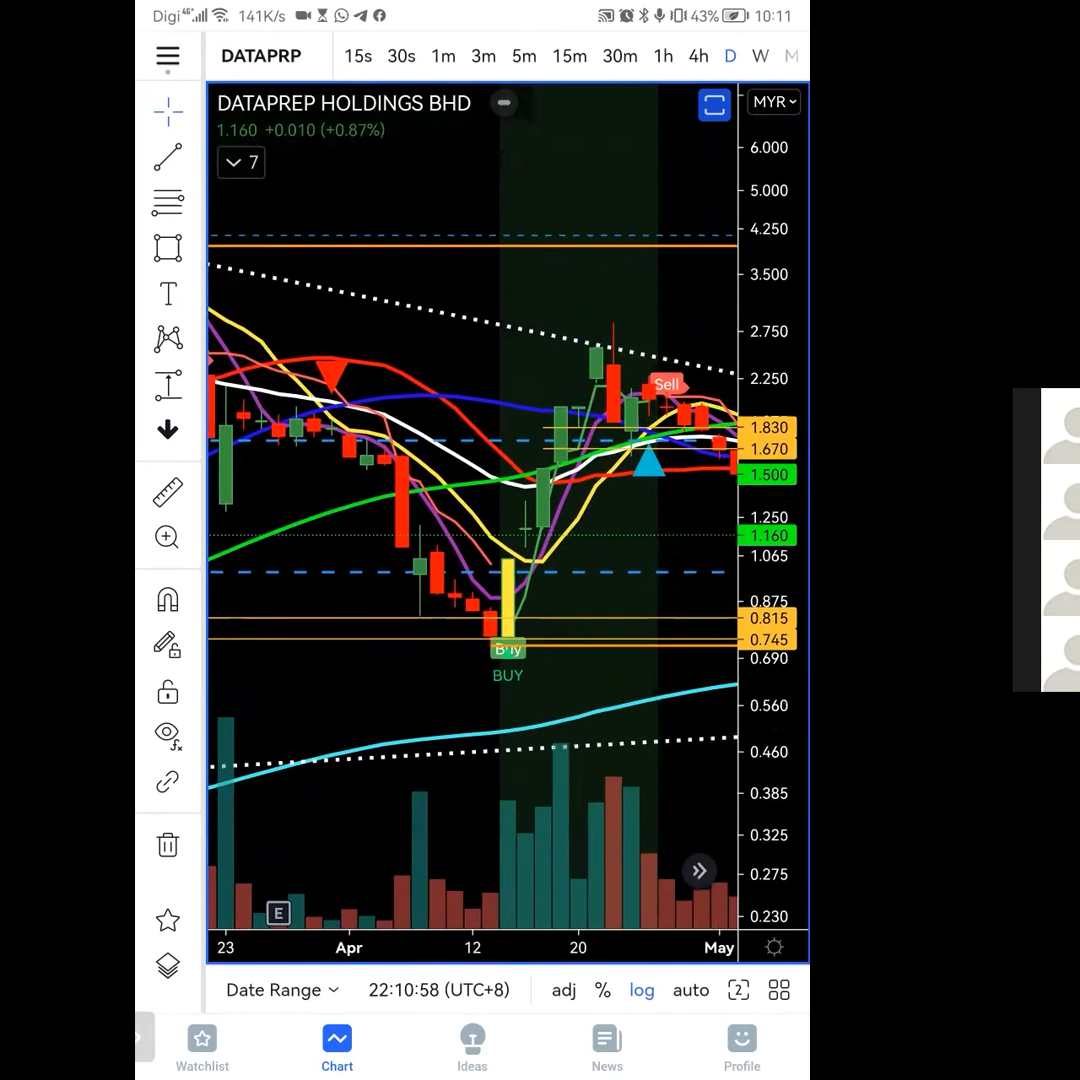 Digi 4G 141K/s 43% 10:11
DATAPRP 15s 30s 1m 3m 5m 15m 30m 1h 4h D W M
DATAPREP HOLDINGS BHD MYR
1.160 +0.010 (+0.87%)
7
6.000
5.000
4.250
3.500
2.750
2.250
Sell
1.830
1.670
1.500
1.250
1.160
1.065
0.875
0.815
0.745
Buy
0.690
BUY
0.560
0.460
0.385
0.325
0.275
E
0.230
23 Apr 12 20 May
Date Range 22:10:58 (UTC+8) adj % log auto 2
Watchlist Chart Ideas News Profile